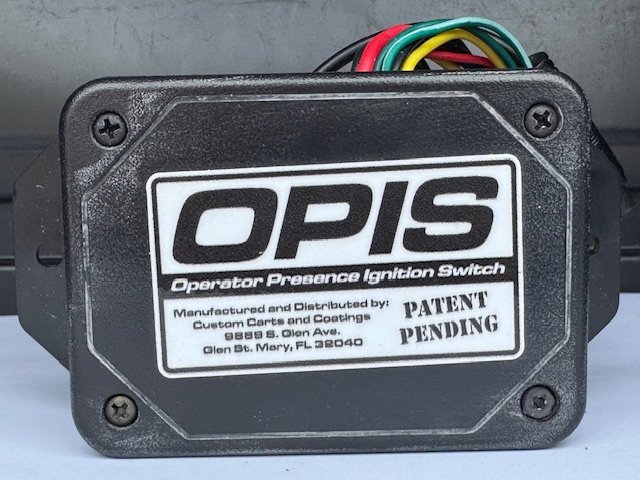 OPIS
Operator Presence Ignition Switch
Manufactured and Distributed by:
Custom Carts and Coatings
9889 S. Glen Ave.
Glen St. Mary, FL 32040
PATENT
PENDING